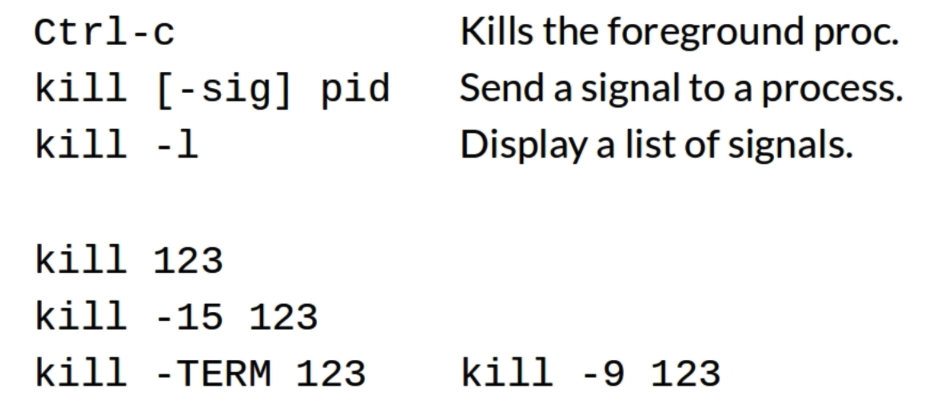 Ctrl-c Kills the foreground proc.
kill [-sig] pid Send a signal to a process.
kill -l Display a list of signals.
kill 123
kill -15 123
kill -TERM 123 kill -9 123